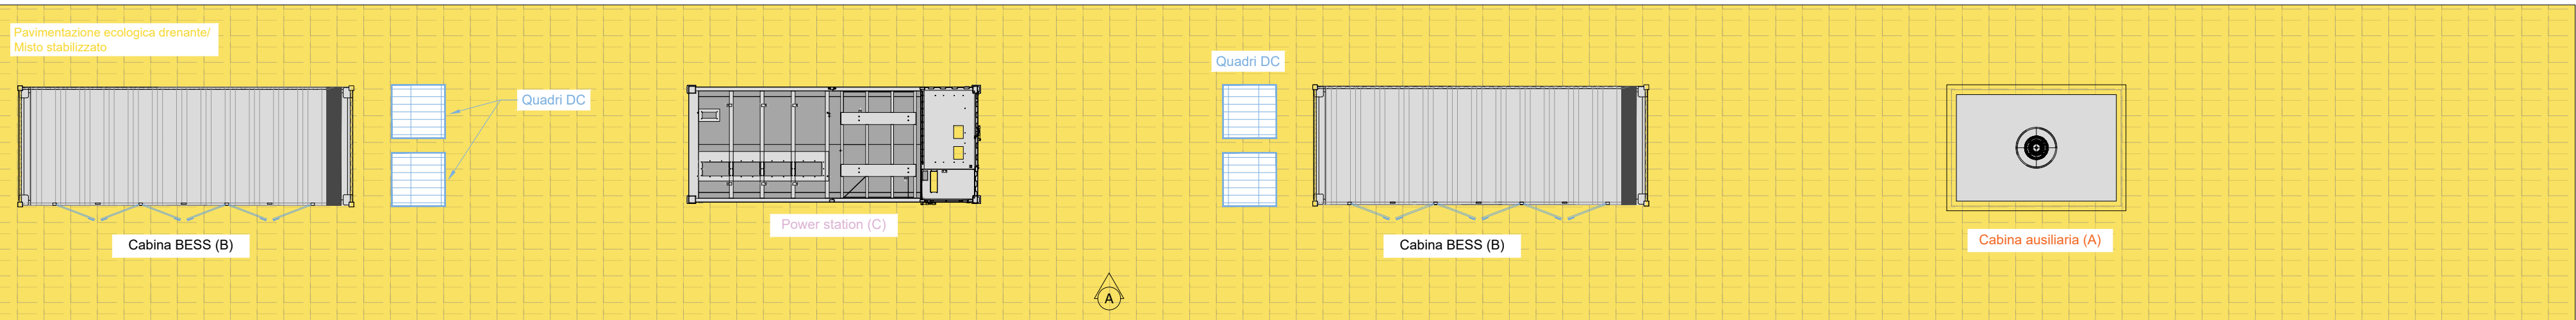 Pavimentazione ecologica drenante/
Misto stabilizzato
Quadri DC
Quadri DC
Power station (C)
Cabina BESS (B)
Cabina BESS (B)
Cabina ausiliaria (A)
A